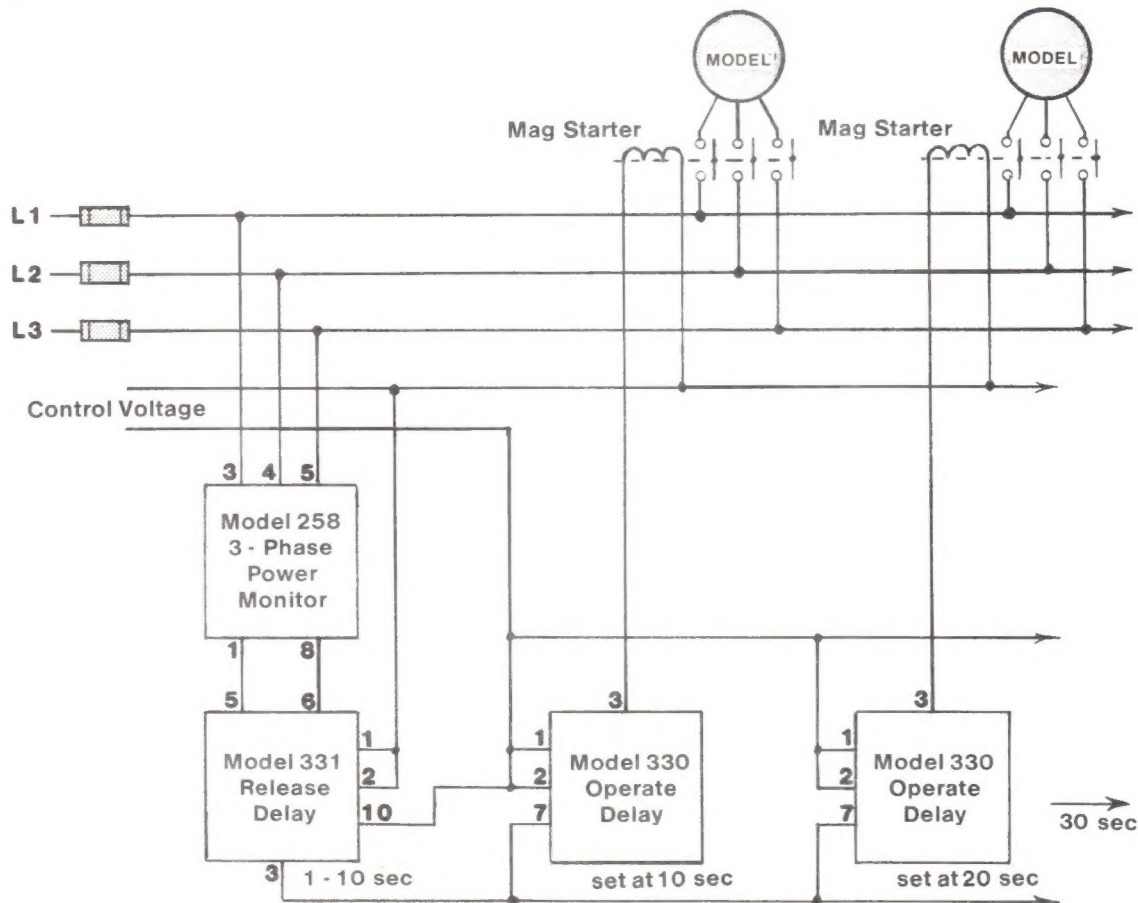 MODEL
MODEL
Mag Starter
Mag Starter
L1
L2
L3
Control Voltage
3 4 5
Model 258
3 - Phase
Power
Monitor
1 8
5 6
3
3
Model 331
Release
Delay
1
2
10
Model 330
Operate
Delay
1
2
7
Model 330
Operate
Delay
1
2
7
30 sec
3
1 - 10 sec
set at 10 sec
set at 20 sec